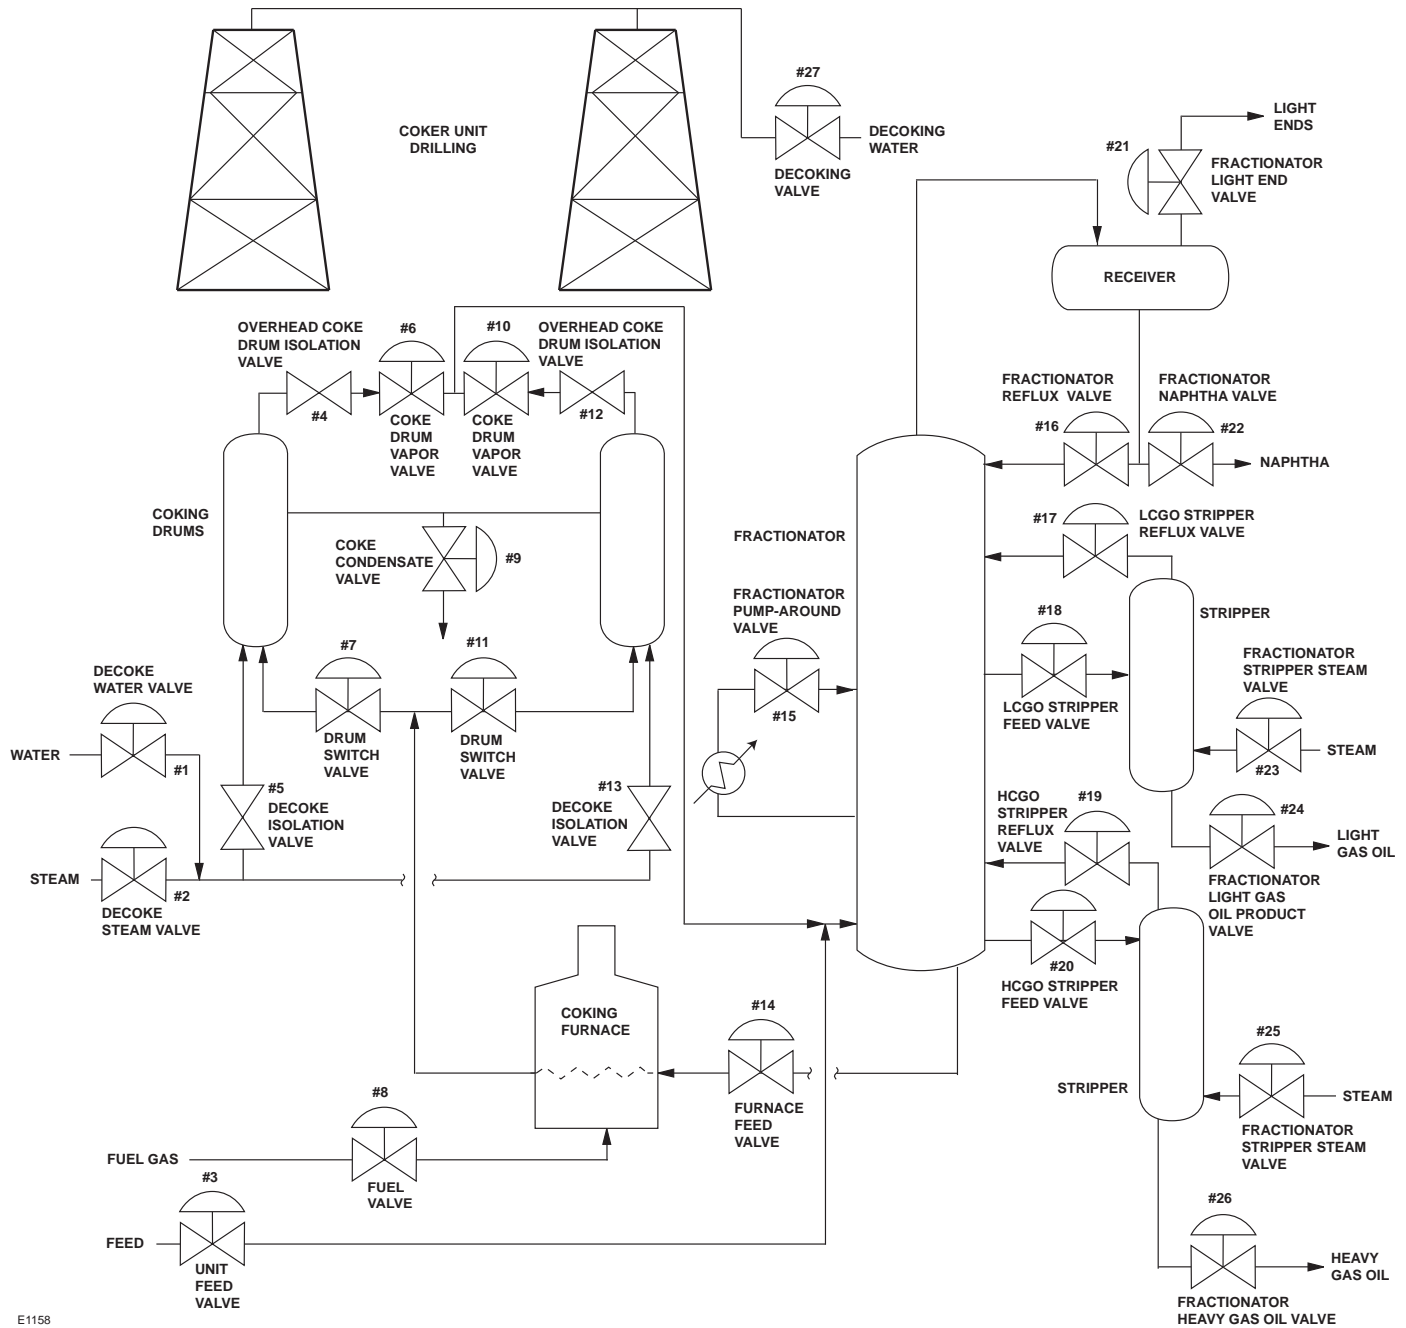 #27
COKER UNIT
DRILLING
DECOKING
WATER
DECOKING
VALVE
LIGHT
ENDS
#21
FRACTIONATOR
LIGHT END
VALVE
RECEIVER
OVERHEAD COKE
DRUM ISOLATION
VALVE
#6
#10
OVERHEAD COKE
DRUM ISOLATION
VALVE
#4
#12
COKE
DRUM
VAPOR
VALVE
COKE
DRUM
VAPOR
VALVE
FRACTIONATOR
REFLUX VALVE
FRACTIONATOR
NAPHTHA VALVE
#16
#22
NAPHTHA
COKING
DRUMS
COKE
CONDENSATE
VALVE
#9
FRACTIONATOR
#17
LCGO STRIPPER
REFLUX VALVE
FRACTIONATOR
PUMP-AROUND
VALVE
#15
#18
LCGO STRIPPER
FEED VALVE
STRIPPER
FRACTIONATOR
STRIPPER STEAM
VALVE
STEAM
#23
#7
#11
DRUM
SWITCH
VALVE
DRUM
SWITCH
VALVE
DECOKE
WATER VALVE
WATER
#1
#5
DECOKE
ISOLATION
VALVE
#13
DECOKE
ISOLATION
VALVE
STEAM
#2
DECOKE
STEAM VALVE
HCGO
STRIPPER
REFLUX
VALVE
#19
#24
LIGHT
GAS OIL
FRACTIONATOR
LIGHT GAS
OIL PRODUCT
VALVE
#20
HCGO STRIPPER
FEED VALVE
COKING
FURNACE
#14
FURNACE
FEED
VALVE
STRIPPER
#25
STEAM
FRACTIONATOR
STRIPPER STEAM
VALVE
#8
FUEL GAS
FUEL
VALVE
#3
FEED
UNIT
FEED
VALVE
#26
HEAVY
GAS OIL
FRACTIONATOR
HEAVY GAS OIL VALVE
E1158